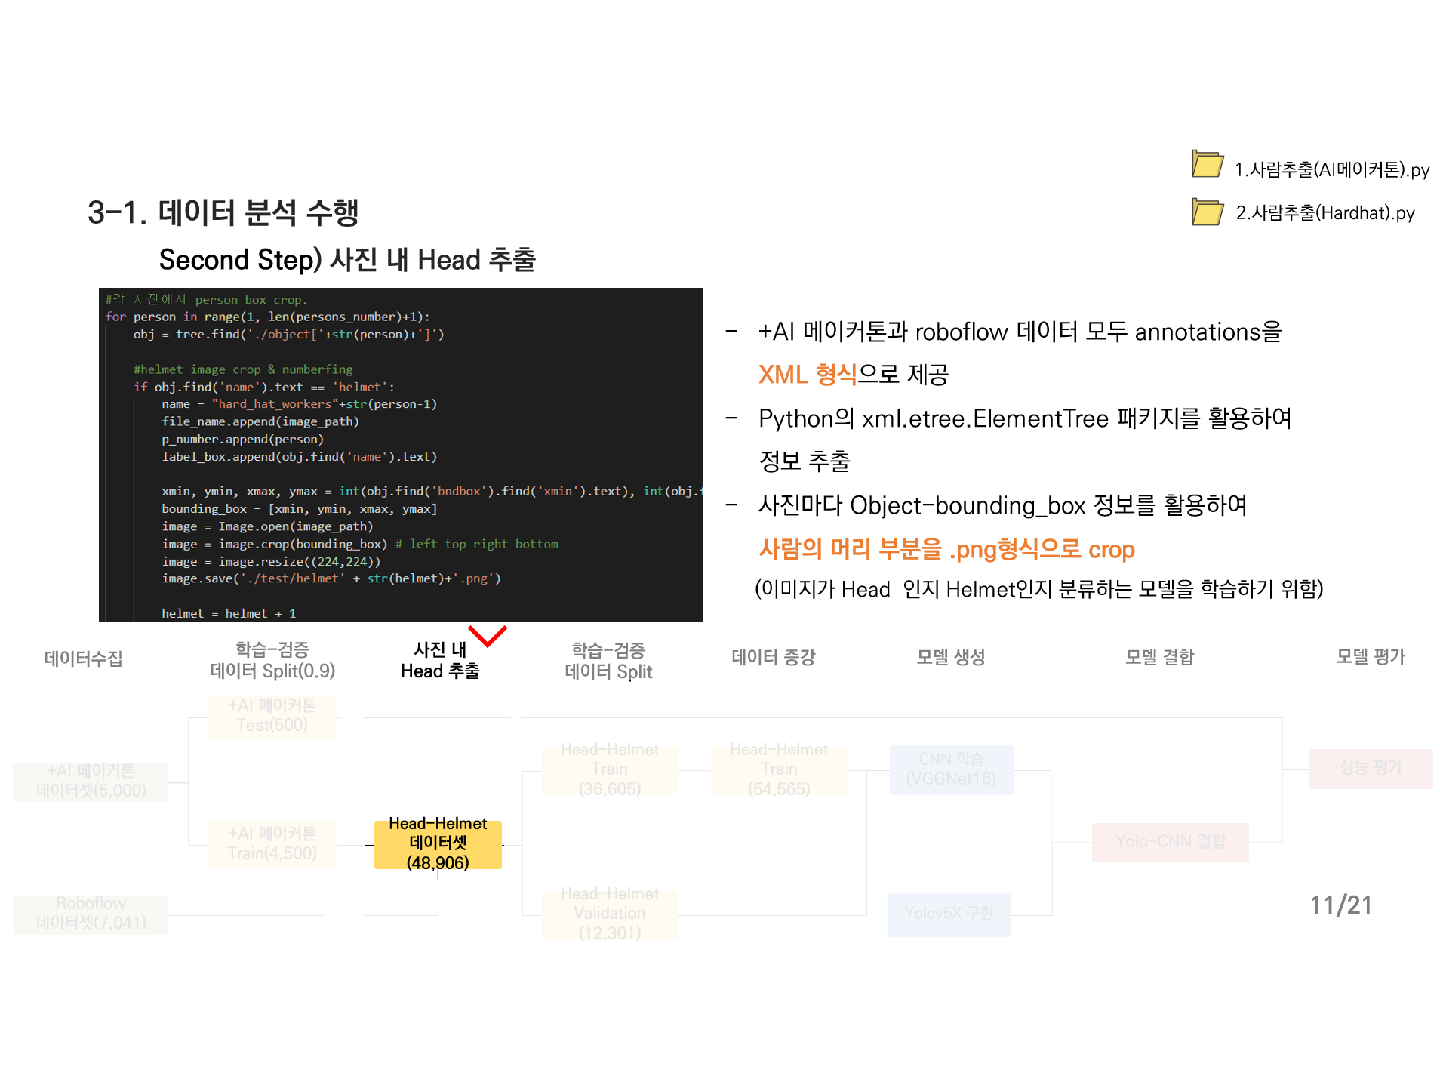 1.사람추출(AI메이커톤).py
2.사람추출(Hardhat).py
3-1. 데이터 분석 수행
Second Step) 사진 내 Head 추출
#각 사진에서 person box crop.
for person in range(1, len(persons_number)+1):
obj = tree.find('./object['+str(person)+']')
#helmet image crop & numberfing
if obj.find('name').text == 'helmet':
name = "hard_hat_workers"+str(person-1)
file_name.append(image_path)
p_number.append(person)
label_box.append(obj.find('name').text)
xmin, ymin, xmax, ymax = int(obj.find('bndbox').find('xmin').text), int(obj.f
bounding_box = [xmin, ymin, xmax, ymax]
image = Image.open(image_path)
image = image.crop(bounding_box) # left top right bottom
image = image.resize((224,224))
image.save('./test/helmet' + str(helmet)+'.png')
helmet = helmet + 1
- +AI 메이커톤과 roboflow 데이터 모두 annotations을
XML 형식으로 제공
- Python의 xml.etree.ElementTree 패키지를 활용하여
정보 추출
- 사진마다 Object-bounding_box 정보를 활용하여
사람의 머리 부분을 .png형식으로 crop
(이미지가 Head 인지 Helmet인지 분류하는 모델을 학습하기 위함)
데이터수집
학습-검증
데이터 Split(0.9)
사진 내
Head 추출
학습-검증
데이터 Split
데이터 증강
모델 생성
모델 결합
모델 평가
+AI 메이커톤
Test(500)
+AI 메이커톤
데이터셋(5,000)
+AI 메이커톤
Train(4,500)
Roboflow
데이터셋(7,041)
Head-Helmet
데이터셋
(48,906)
Head-Helmet
Train
(36,605)
Head-Helmet
Validation
(12,301)
Head-Helmet
Train
(54,565)
CNN 학습
(VGGNet16)
Yolov5X 구현
Yolo-CNN 결합
성능 평가
11/21